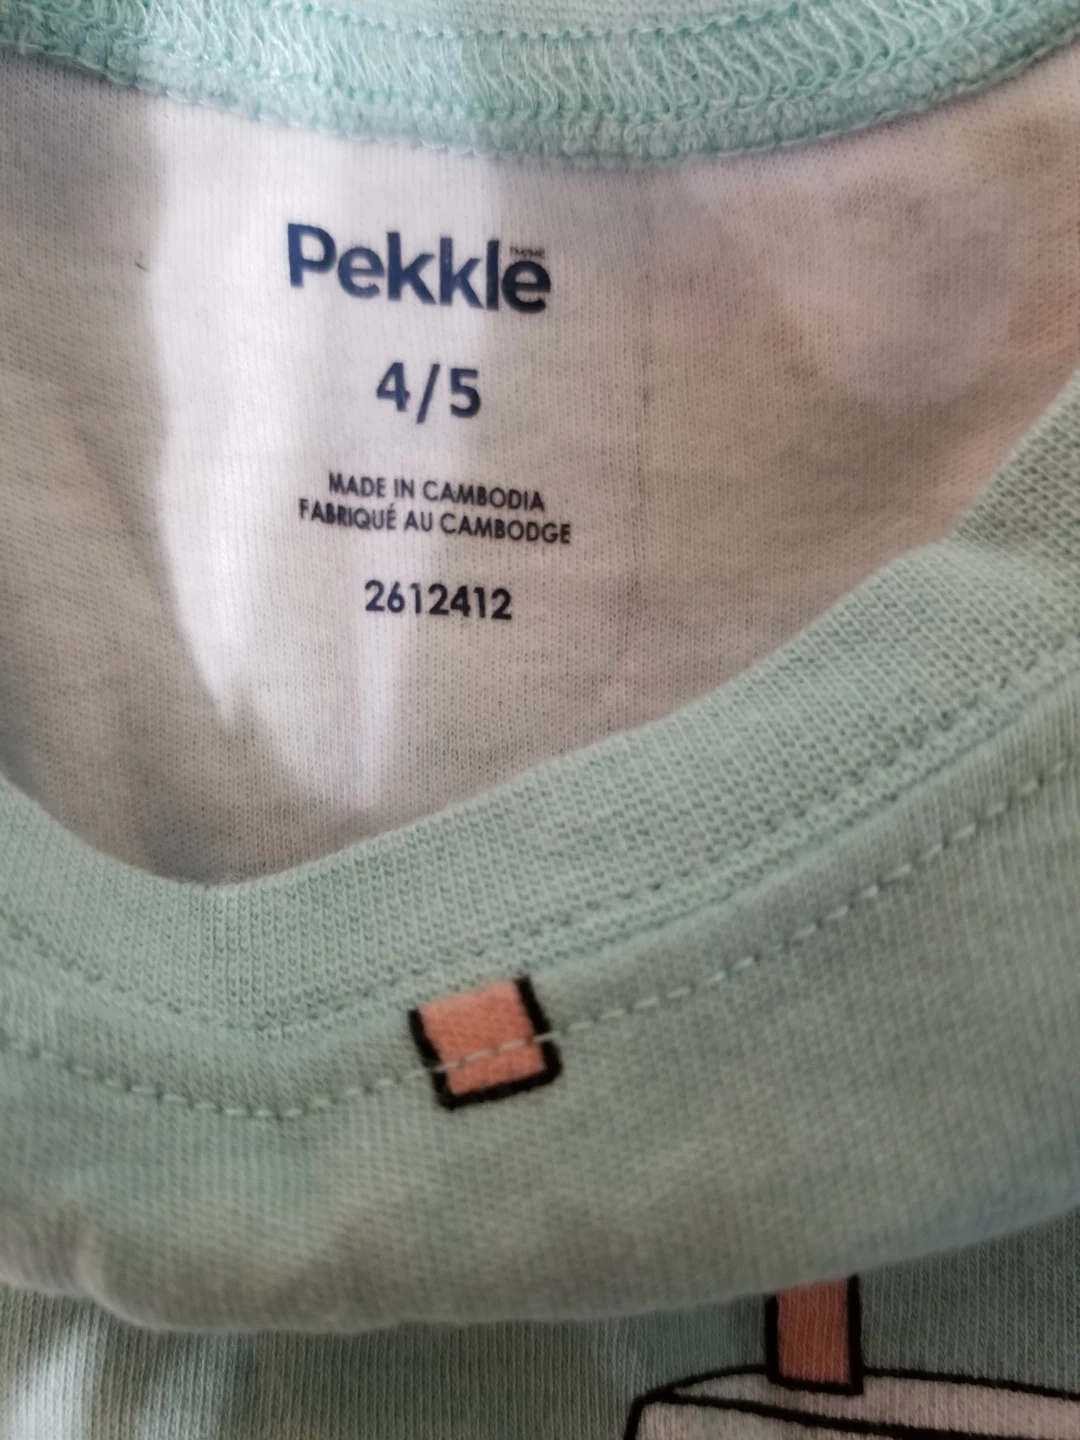 Pekkle
4/5
MADE IN CAMBODIA
FABRIQUÉ AU CAMBODGE
2612412